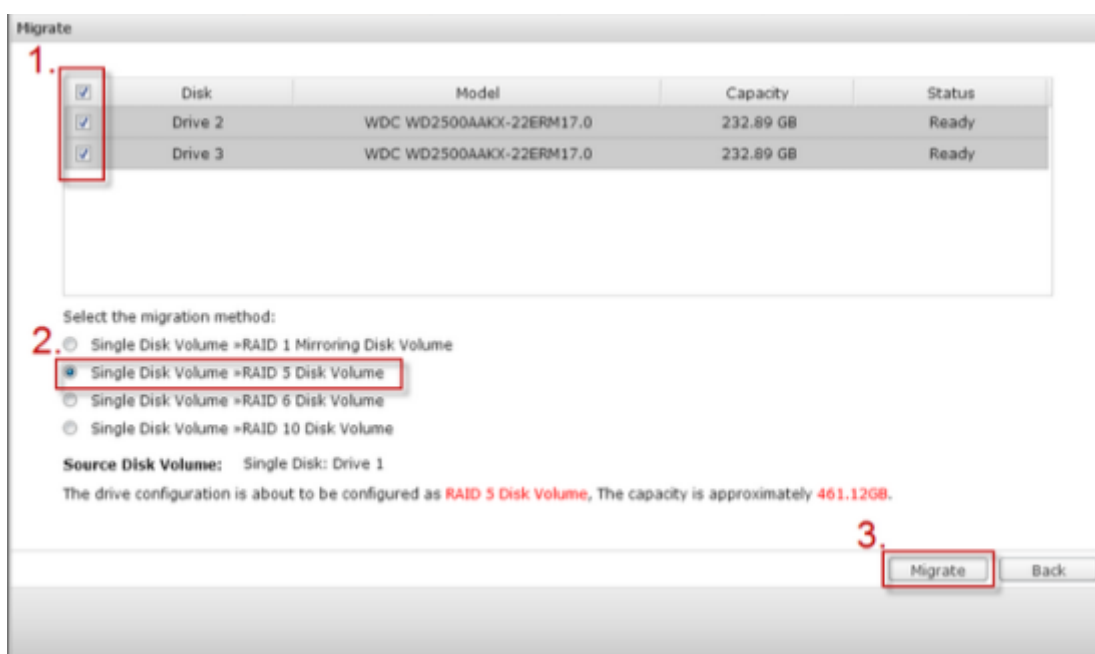 Migrate
1.
Disk Model Capacity Status
Drive 2 WDC WD2500AAKX-22ERM17.0 232.89 GB Ready
Drive 3 WDC WD2500AAKX-22ERM17.0 232.89 GB Ready
Select the migration method:
2.
Single Disk Volume »RAID 1 Mirroring Disk Volume
Single Disk Volume »RAID 5 Disk Volume
Single Disk Volume »RAID 6 Disk Volume
Single Disk Volume »RAID 10 Disk Volume
Source Disk Volume: Single Disk: Drive 1
The drive configuration is about to be configured as RAID 5 Disk Volume, The capacity is approximately 461.12GB.
3.
Migrate Back